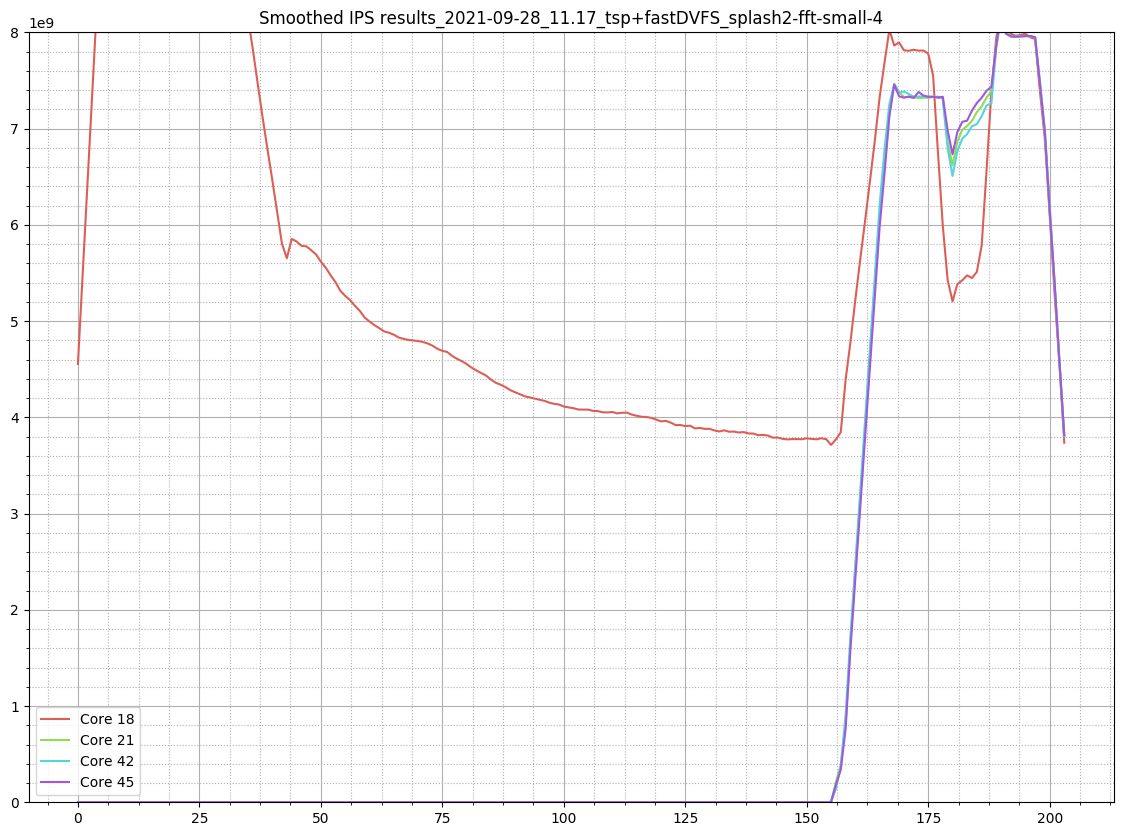 Smoothed IPS results_2021-09-28_11.17_tsp+fastDVFS_splash2-fft-small-4
1e9
8
7
6
5
4
3
2
1
0
Core 18
Core 21
Core 42
Core 45
0 25 50 75 100 125 150 175 200